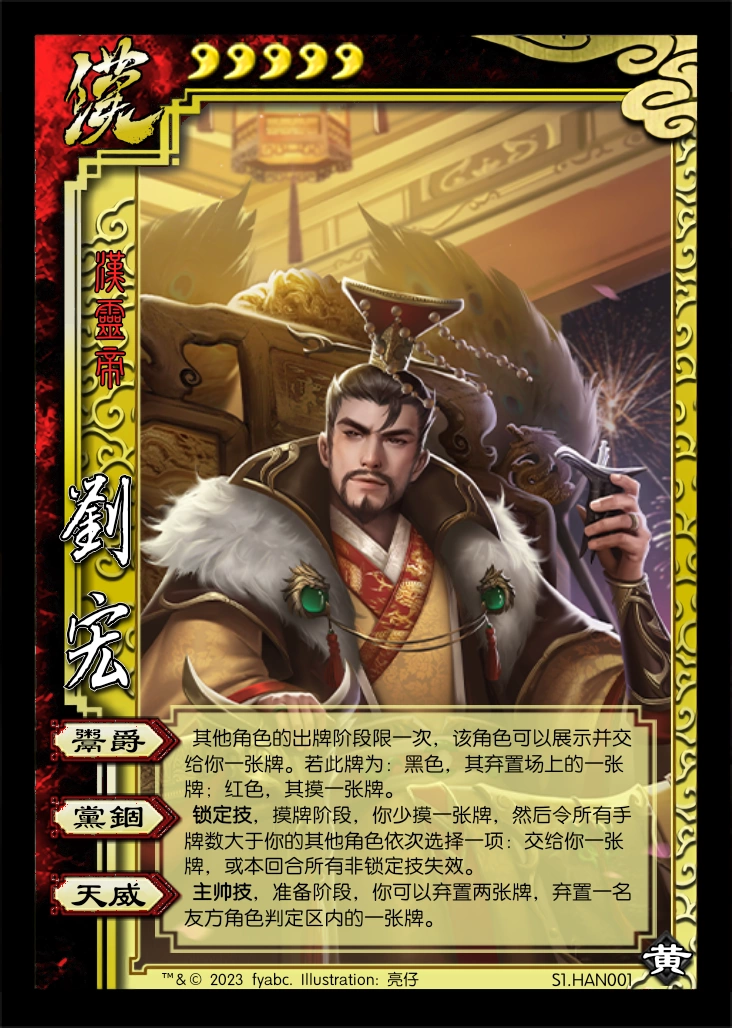 漢
漢靈帝
劉宏
鬻爵
其他角色的出牌阶段限一次，该角色可以展示并交
给你一张牌。若此牌为：黑色，其弃置场上的一张
牌；红色，其摸一张牌。
黨錮
锁定技，摸牌阶段，你少摸一张牌，然后令所有手
牌数大于你的其他角色依次选择一项：交给你一张
牌，或本回合所有非锁定技失效。
天威
主帅技，准备阶段，你可以弃置两张牌，弃置一名
友方角色判定区内的一张牌。
黄
™&© 2023 fyabc. Illustration: 亮仔
S1.HAN001